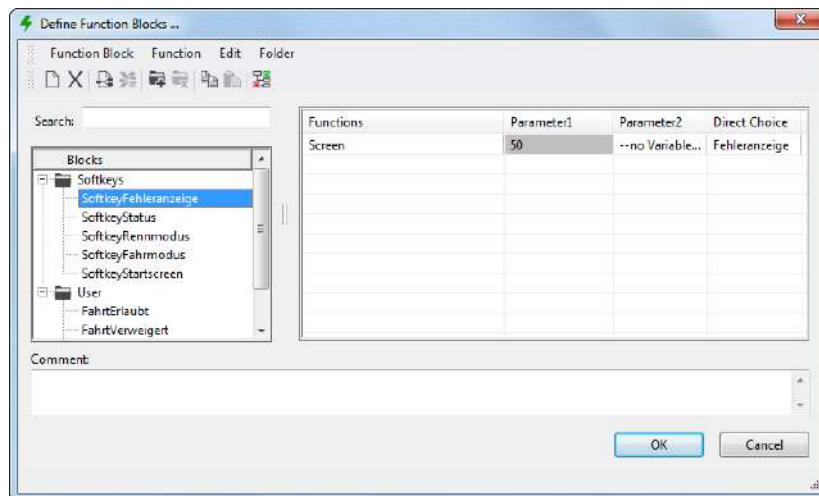 Define Function Blocks ...
Function Block Function Edit Folder
Search:
Blocks
Softkeys
SoftkeyFehleranzeige
SoftkeyStatus
SoftkeyRennmodus
SoftkeyFahrmodus
SoftkeyStartscreen
User
FahrtErlaubt
FahrtVerweigert
Functions Parameter1 Parameter2 Direct Choice
Screen 50 --no Variable... Fehleranzeige
Comment:
OK Cancel